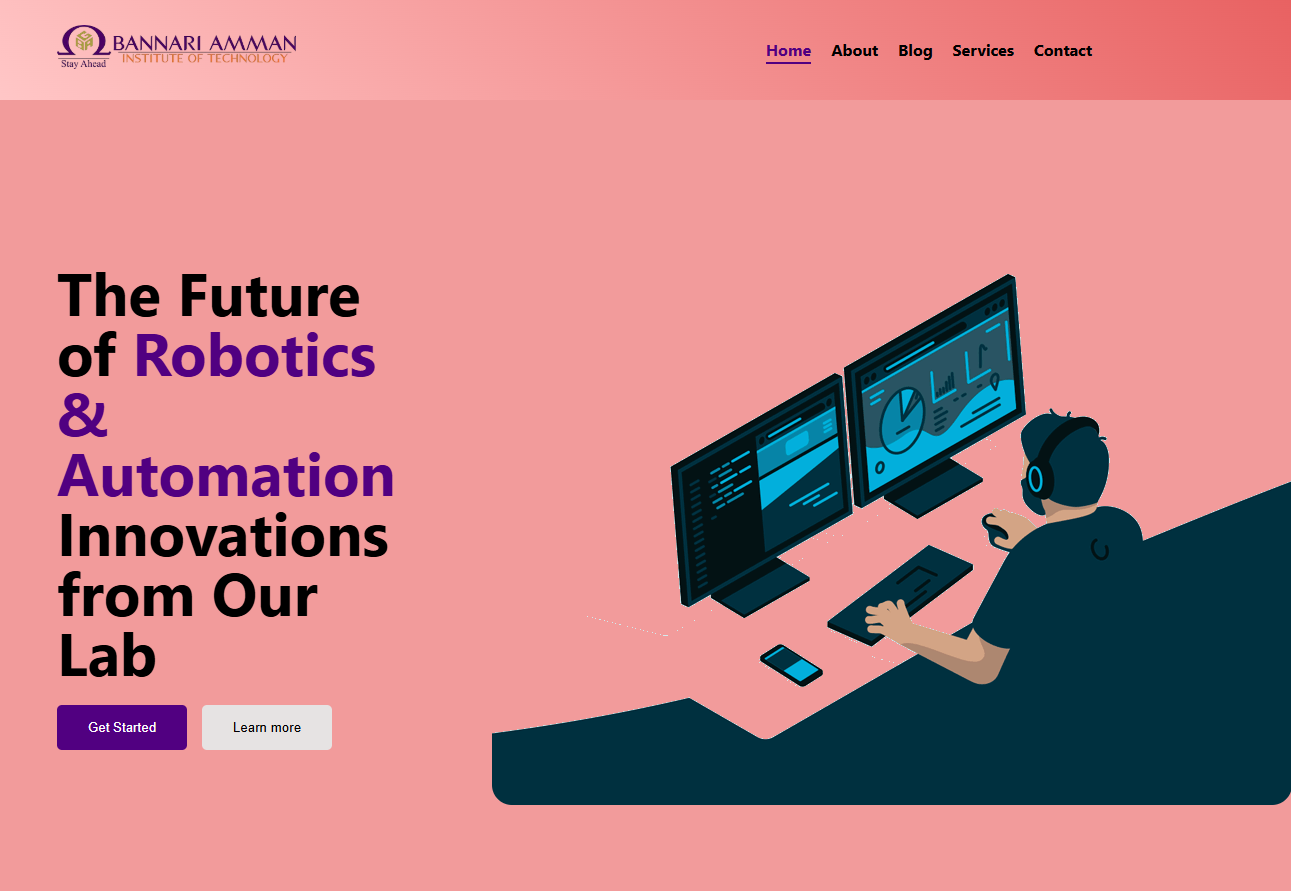 BANNARI AMMAN
INSTITUTE OF TECHNOLOGY
Stay Ahead
Home About Blog Services Contact
The Future
of Robotics
&
Automation
Innovations
from Our
Lab
Get Started Learn more